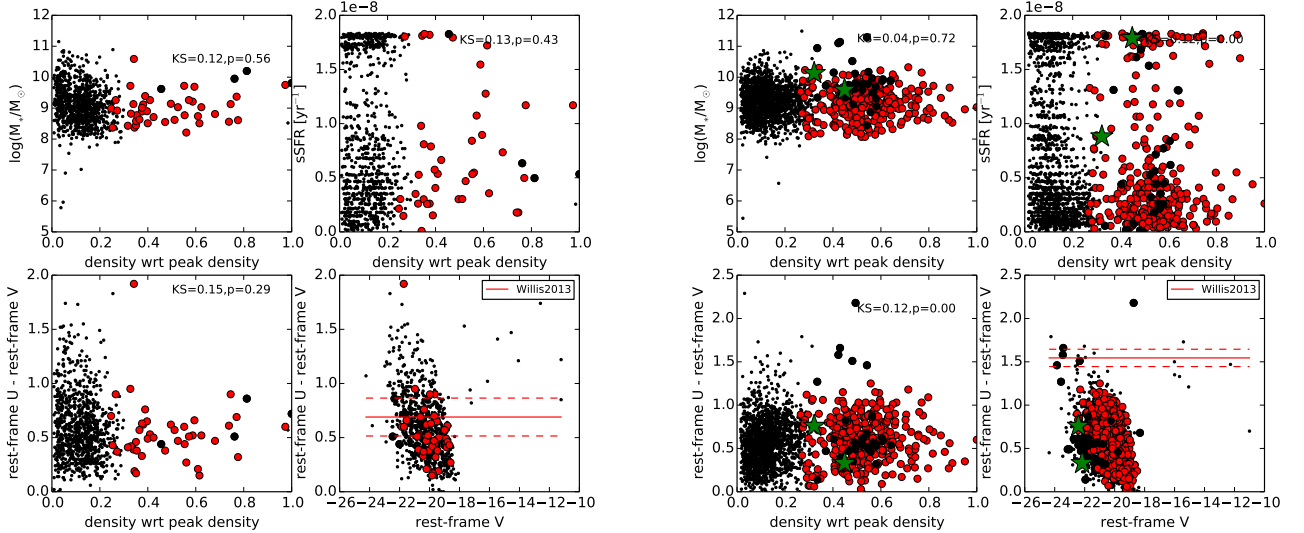 1e-8
1e-8
12
11
10
9
8
7
6
5
log(M*/M⊙)
KS=0.12,p=0.56
0.0 0.2 0.4 0.6 0.8 1.0
density wrt peak density
2.0
1.5
1.0
0.5
0.0
sSFR [yr⁻¹]
KS=0.13,p=0.43
0.0 0.2 0.4 0.6 0.8 1.0
density wrt peak density
12
11
10
9
8
7
6
5
log(M*/M⊙)
KS=0.04,p=0.72
0.0 0.2 0.4 0.6 0.8 1.0
density wrt peak density
2.0
1.5
1.0
0.5
0.0
sSFR [yr⁻¹]
0.0 0.2 0.4 0.6 0.8 1.0
density wrt peak density
2.0
1.5
1.0
0.5
0.0
rest-frame U - rest-frame V
KS=0.15,p=0.29
0.0 0.2 0.4 0.6 0.8 1.0
density wrt peak density
2.0
1.5
1.0
0.5
0.0
rest-frame U - rest-frame V
Willis2013
−26 −24 −22 −20 −18 −16 −14 −12 −10
rest-frame V
2.5
2.0
1.5
1.0
0.5
0.0
rest-frame U - rest-frame V
KS=0.12,p=0.00
0.0 0.2 0.4 0.6 0.8 1.0
density wrt peak density
2.5
2.0
1.5
1.0
0.5
0.0
rest-frame U - rest-frame V
Willis2013
−26 −24 −22 −20 −18 −16 −14 −12 −10
rest-frame V